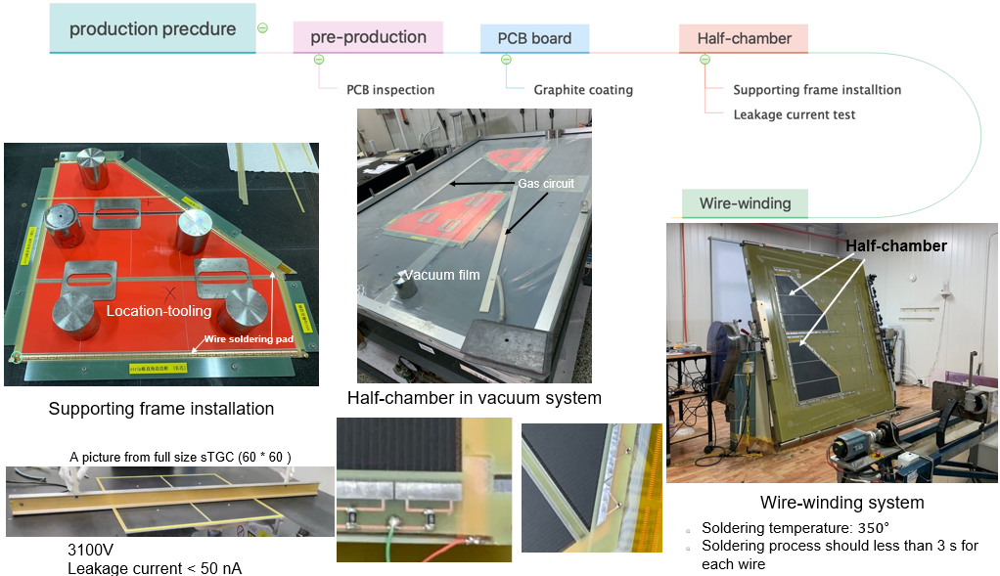 production precdure
pre-production
PCB board
Half-chamber
PCB inspection
Graphite coating
Supporting frame installtion
Leakage current test
Wire-winding
Gas circuit
Vacuum film
Location-tooling
Wire soldering pad
Half-chamber
Supporting frame installation
Half-chamber in vacuum system
A picture from full size sTGC (60 * 60 )
3100V
Leakage current < 50 nA
Wire-winding system
Soldering temperature: 350°
Soldering process should less than 3 s for
each wire